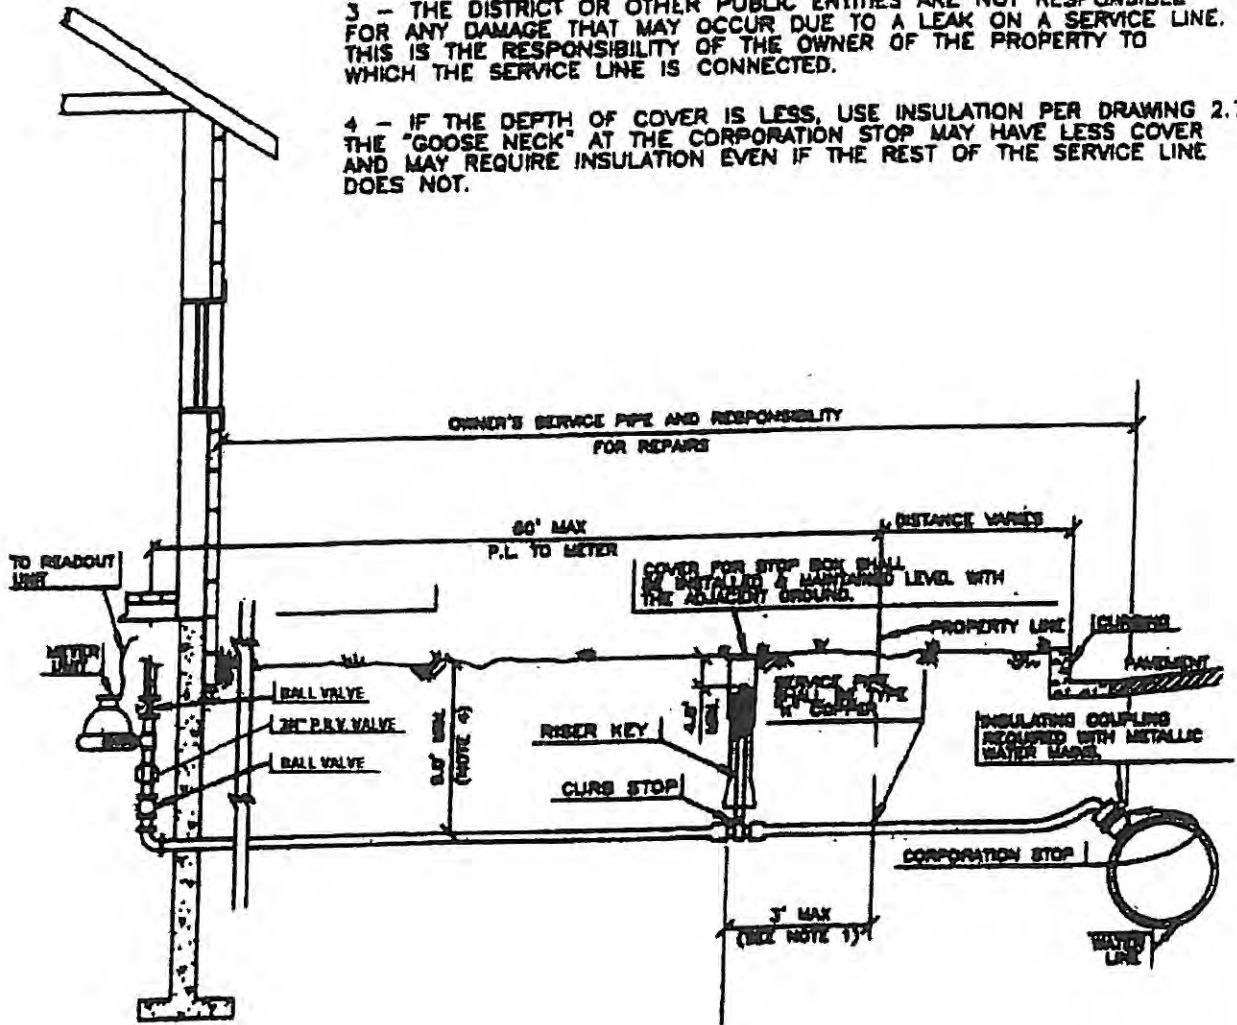 3 - THE DISTRICT OR OTHER PUBLIC ENTITIES ARE NOT RESPONSIBLE
FOR ANY DAMAGE THAT MAY OCCUR DUE TO A LEAK ON A SERVICE LINE.
THIS IS THE RESPONSIBILITY OF THE OWNER OF THE PROPERTY TO
WHICH THE SERVICE LINE IS CONNECTED.
4 - IF THE DEPTH OF COVER IS LESS, USE INSULATION PER DRAWING 2.
THE "GOOSE NECK" AT THE CORPORATION STOP MAY HAVE LESS COVER
AND MAY REQUIRE INSULATION EVEN IF THE REST OF THE SERVICE LINE
DOES NOT.
OWNER'S SERVICE PIPE AND RESPONSIBILITY
FOR REPAIRS
MAX
P.L. TO METER
DISTANCE VARIES
TO READOUT
UNIT
COVER FOR STOP BOX SHALL
BE INSTALLED & MAINTAINED LEVEL WITH
THE ADJACENT GROUND.
PROPERTY LINE
METER
UNIT
PAVEMENT
BALL VALVE
P.R.V. VALVE
BALL VALVE
MIN.
(NOTE 4)
MIN.
SERVICE PIPE
SHALL BE TYPE
COPPER
RISER KEY
CURB STOP
INSULATING COUPLING
REQUIRED WITH METALLIC
WATER MAINS.
CORPORATION STOP
3' MAX
(SEE NOTE 1)
WATER
LINE